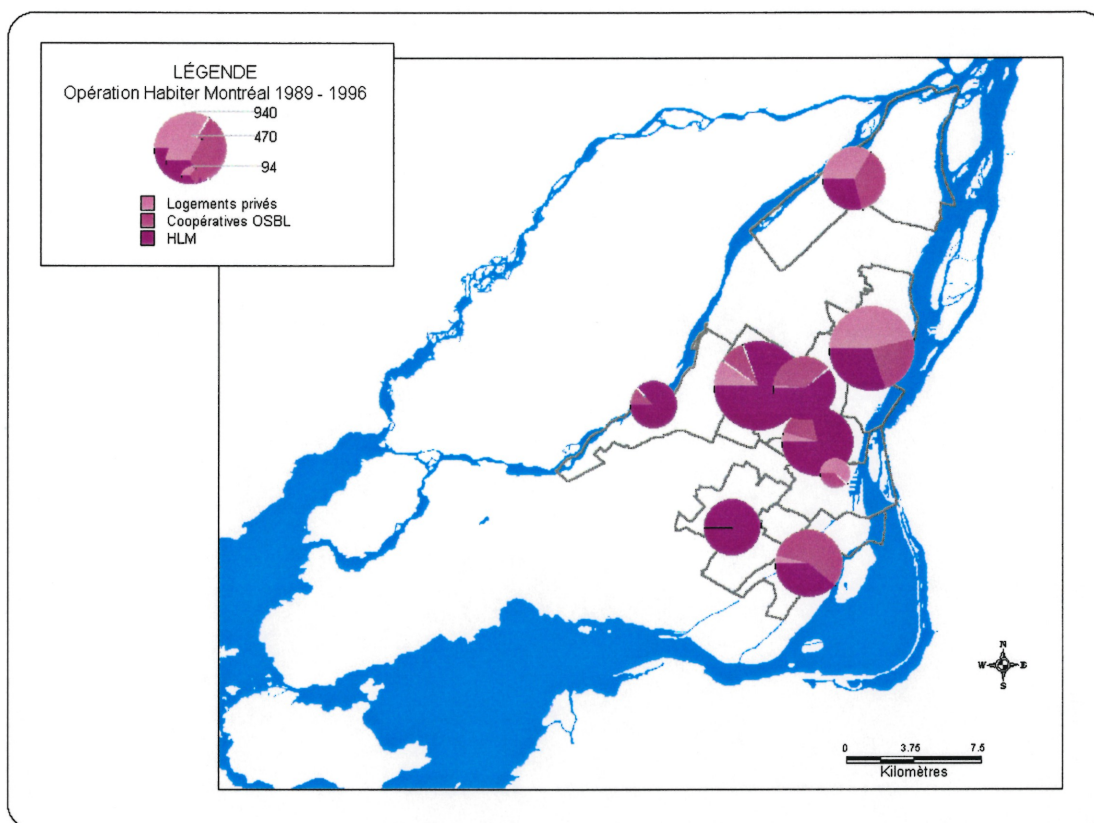 LÉGENDE
Opération Habiter Montréal 1989 - 1996
940
470
94
Logements privés
Coopératives OSBL
HLM
N
W E
S
0 3.75 7.5
Kilomètres